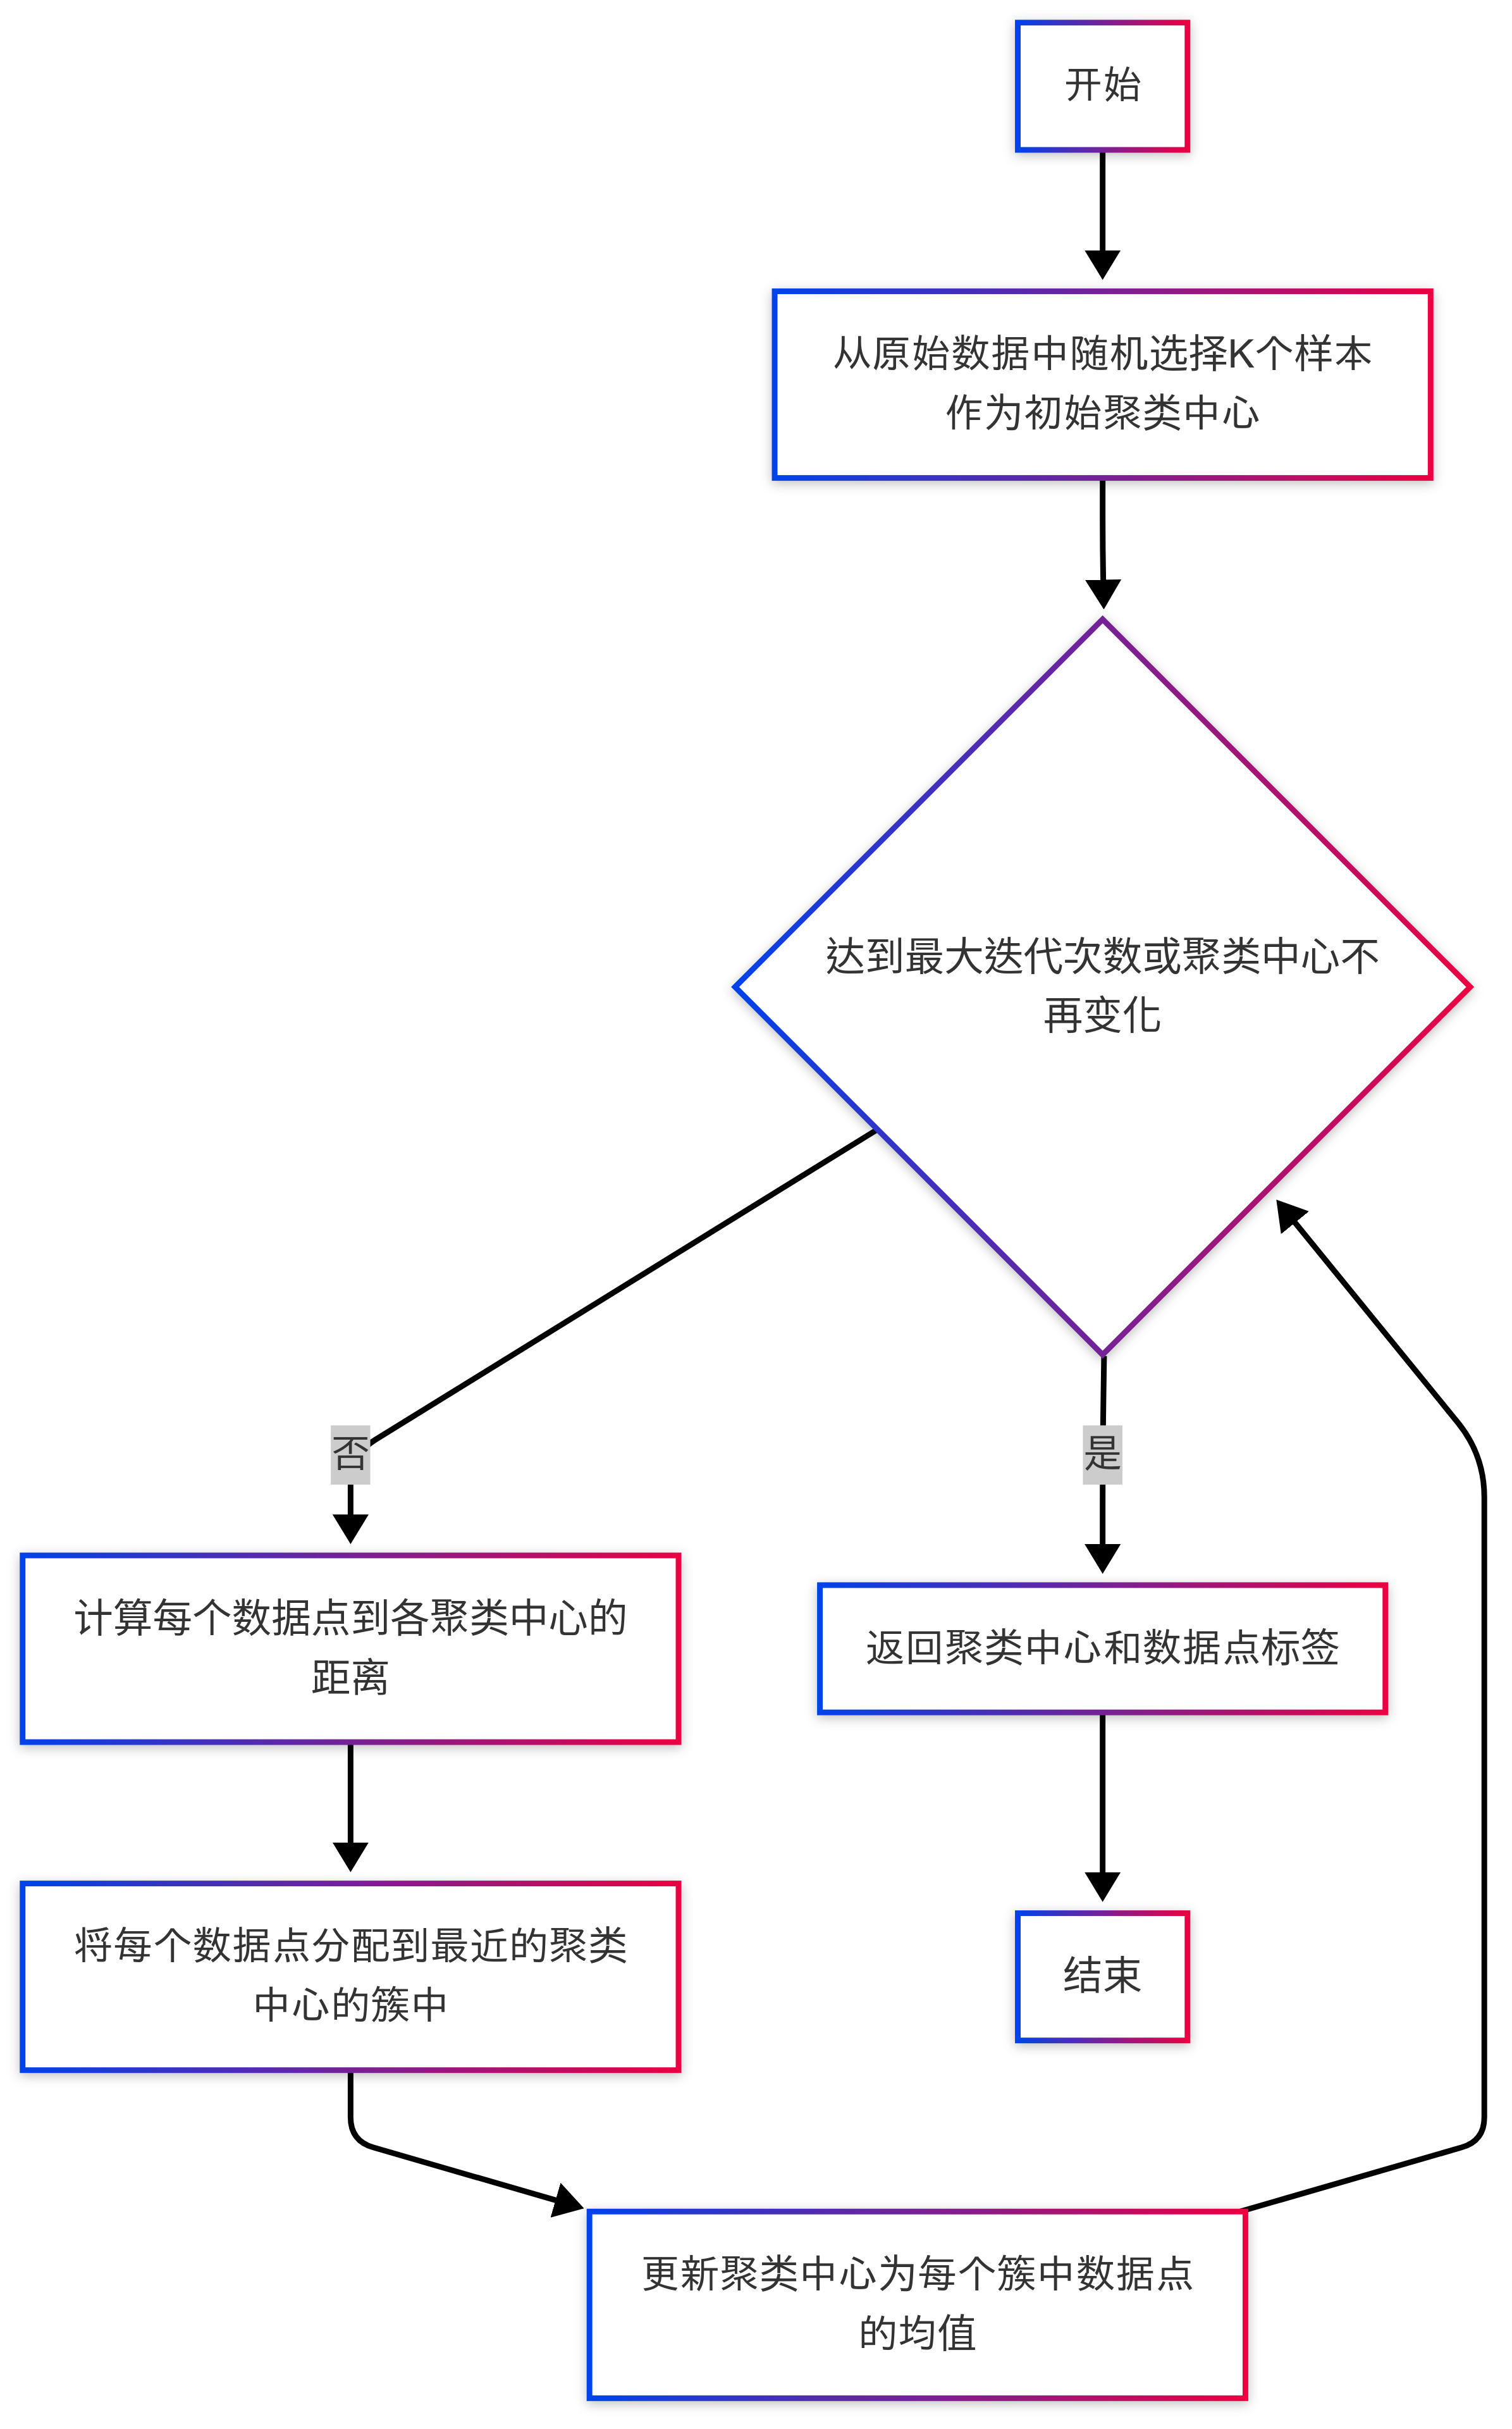 开始
从原始数据中随机选择K个样本
作为初始聚类中心
达到最大迭代次数或聚类中心不
再变化
否
是
计算每个数据点到各聚类中心的
距离
返回聚类中心和数据点标签
将每个数据点分配到最近的聚类
中心的簇中
结束
更新聚类中心为每个簇中数据点
的均值